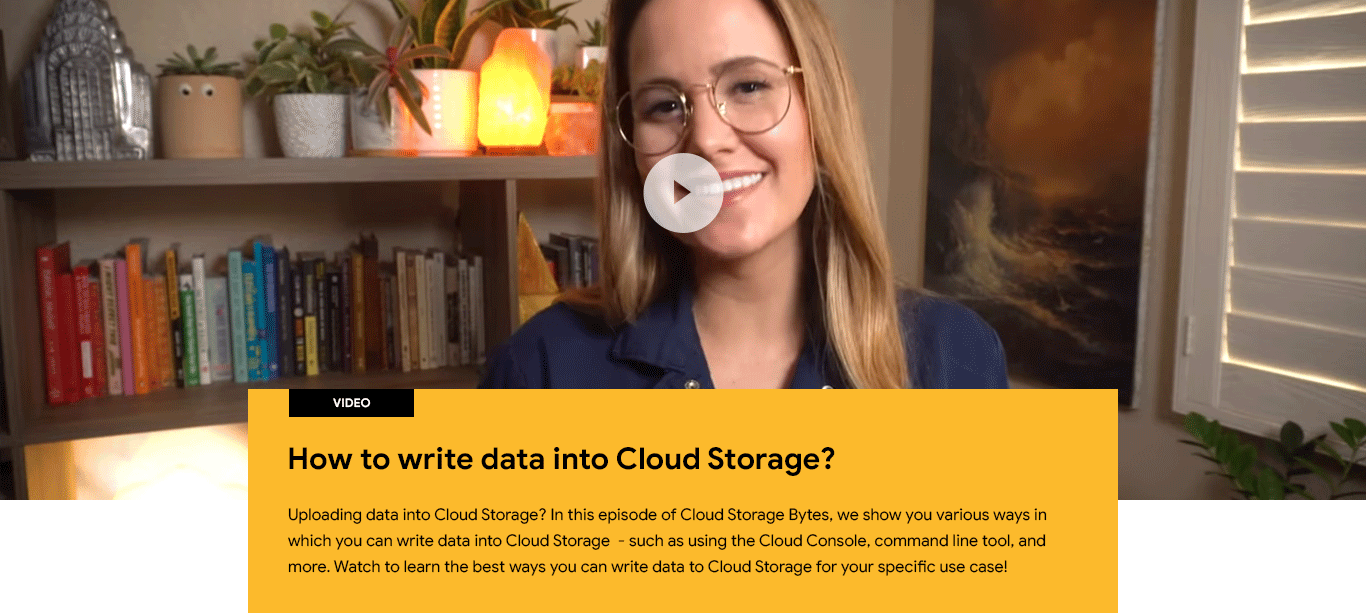 VIDEO
How to write data into Cloud Storage?
Uploading data into Cloud Storage? In this episode of Cloud Storage Bytes, we show you various ways in
which you can write data into Cloud Storage - such as using the Cloud Console, command line tool, and
more. Watch to learn the best ways you can write data to Cloud Storage for your specific use case!